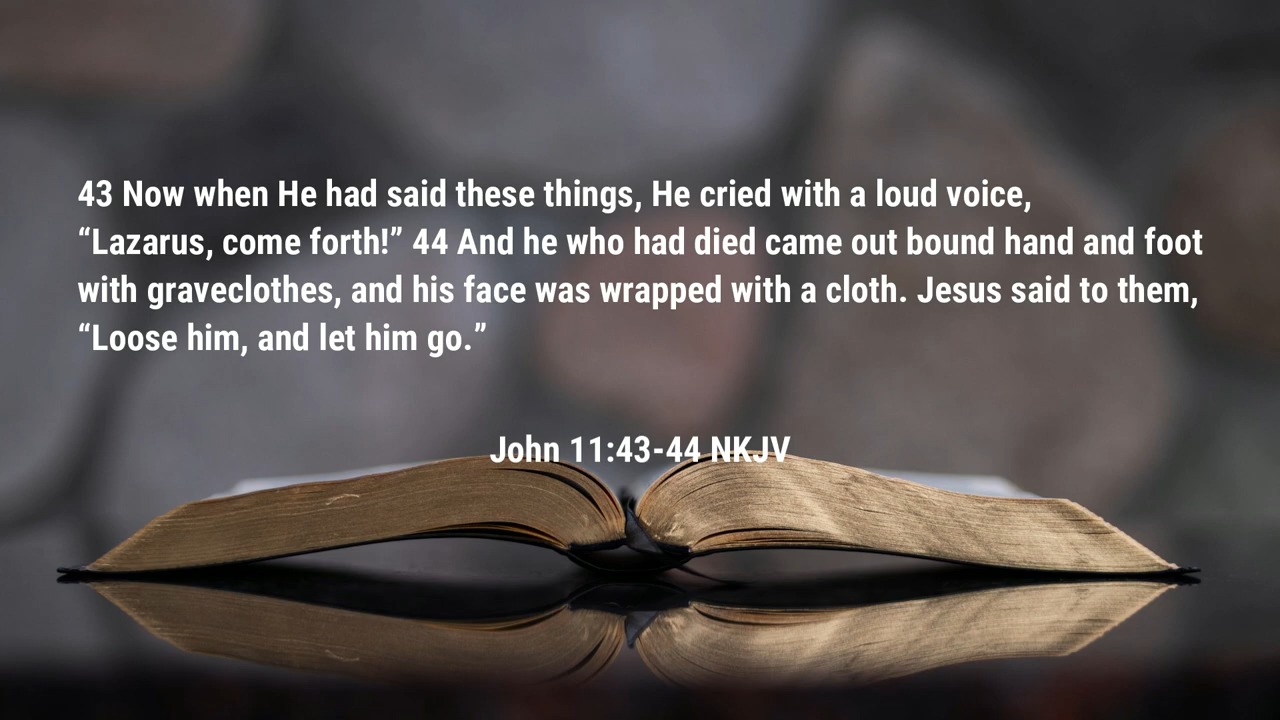 43 Now when He had said these things, He cried with a loud voice,
“Lazarus, come forth!” 44 And he who had died came out bound hand and foot
with graveclothes, and his face was wrapped with a cloth. Jesus said to them,
“Loose him, and let him go.”
John 11:43-44 NKJV